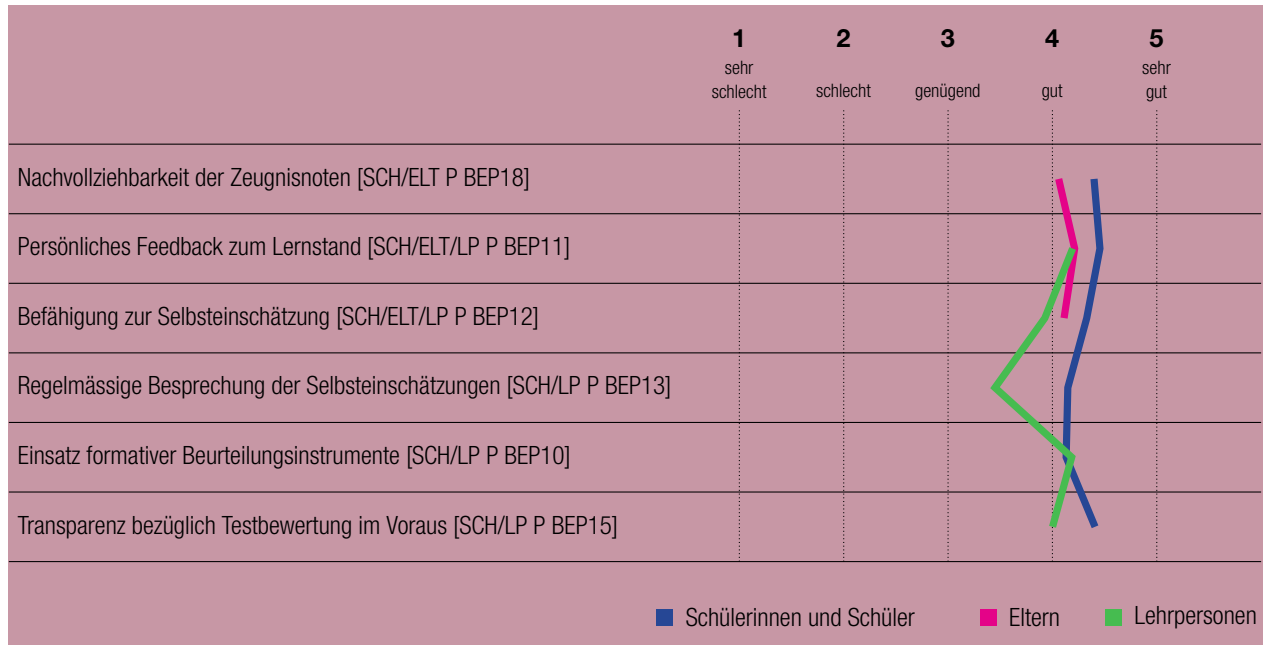 1 2 3 4 5
sehr schlecht schlecht genügend gut sehr gut
Nachvollziehbarkeit der Zeugnisnoten [SCH/ELT P BEP18]
Persönliches Feedback zum Lernstand [SCH/ELT/LP P BEP11]
Befähigung zur Selbsteinschätzung [SCH/ELT/LP P BEP12]
Regelmässige Besprechung der Selbsteinschätzungen [SCH/LP P BEP13]
Einsatz formativer Beurteilungsinstrumente [SCH/LP P BEP10]
Transparenz bezüglich Testbewertung im Voraus [SCH/LP P BEP15]
Schülerinnen und Schüler Eltern Lehrpersonen